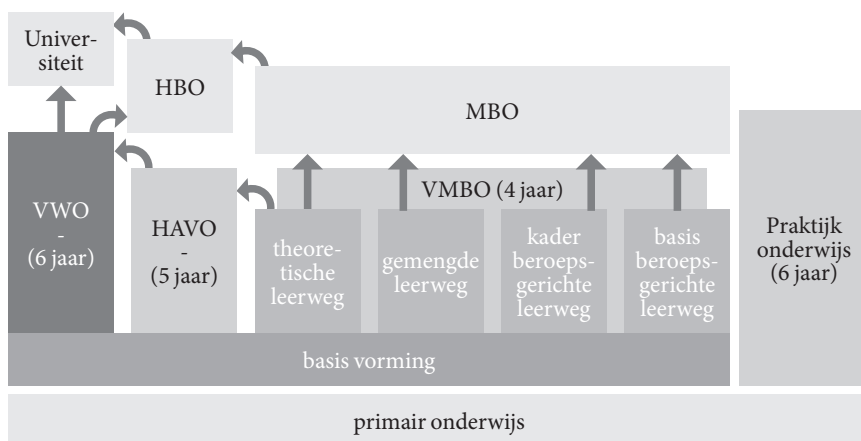 Univer-
siteit
HBO
MBO
VWO
-
(6 jaar)
HAVO
-
(5 jaar)
VMBO (4 jaar)
theore-
tische
leerweg
gemengde
leerweg
kader
beroeps-
gerichte
leerweg
basis
beroeps-
gerichte
leerweg
Praktijk
onderwijs
(6 jaar)
basis vorming
primair onderwijs